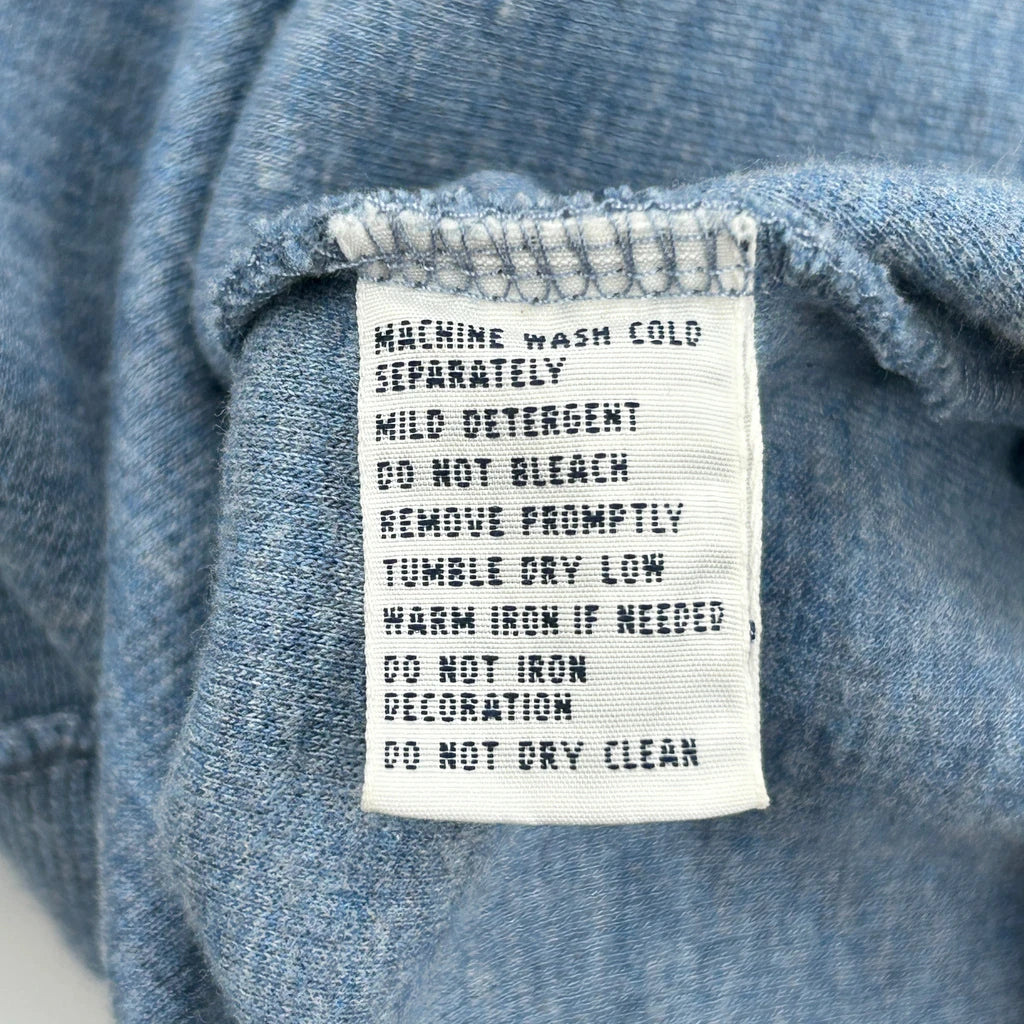 MACHINE WASH COLD
SEPARATELY
MILD DETERGENT
DO NOT BLEACH
REMOVE PROMPTLY
TUMBLE DRY LOW
WARM IRON IF NEEDED
DO NOT IRON
DECORATION
DO NOT DRY CLEAN